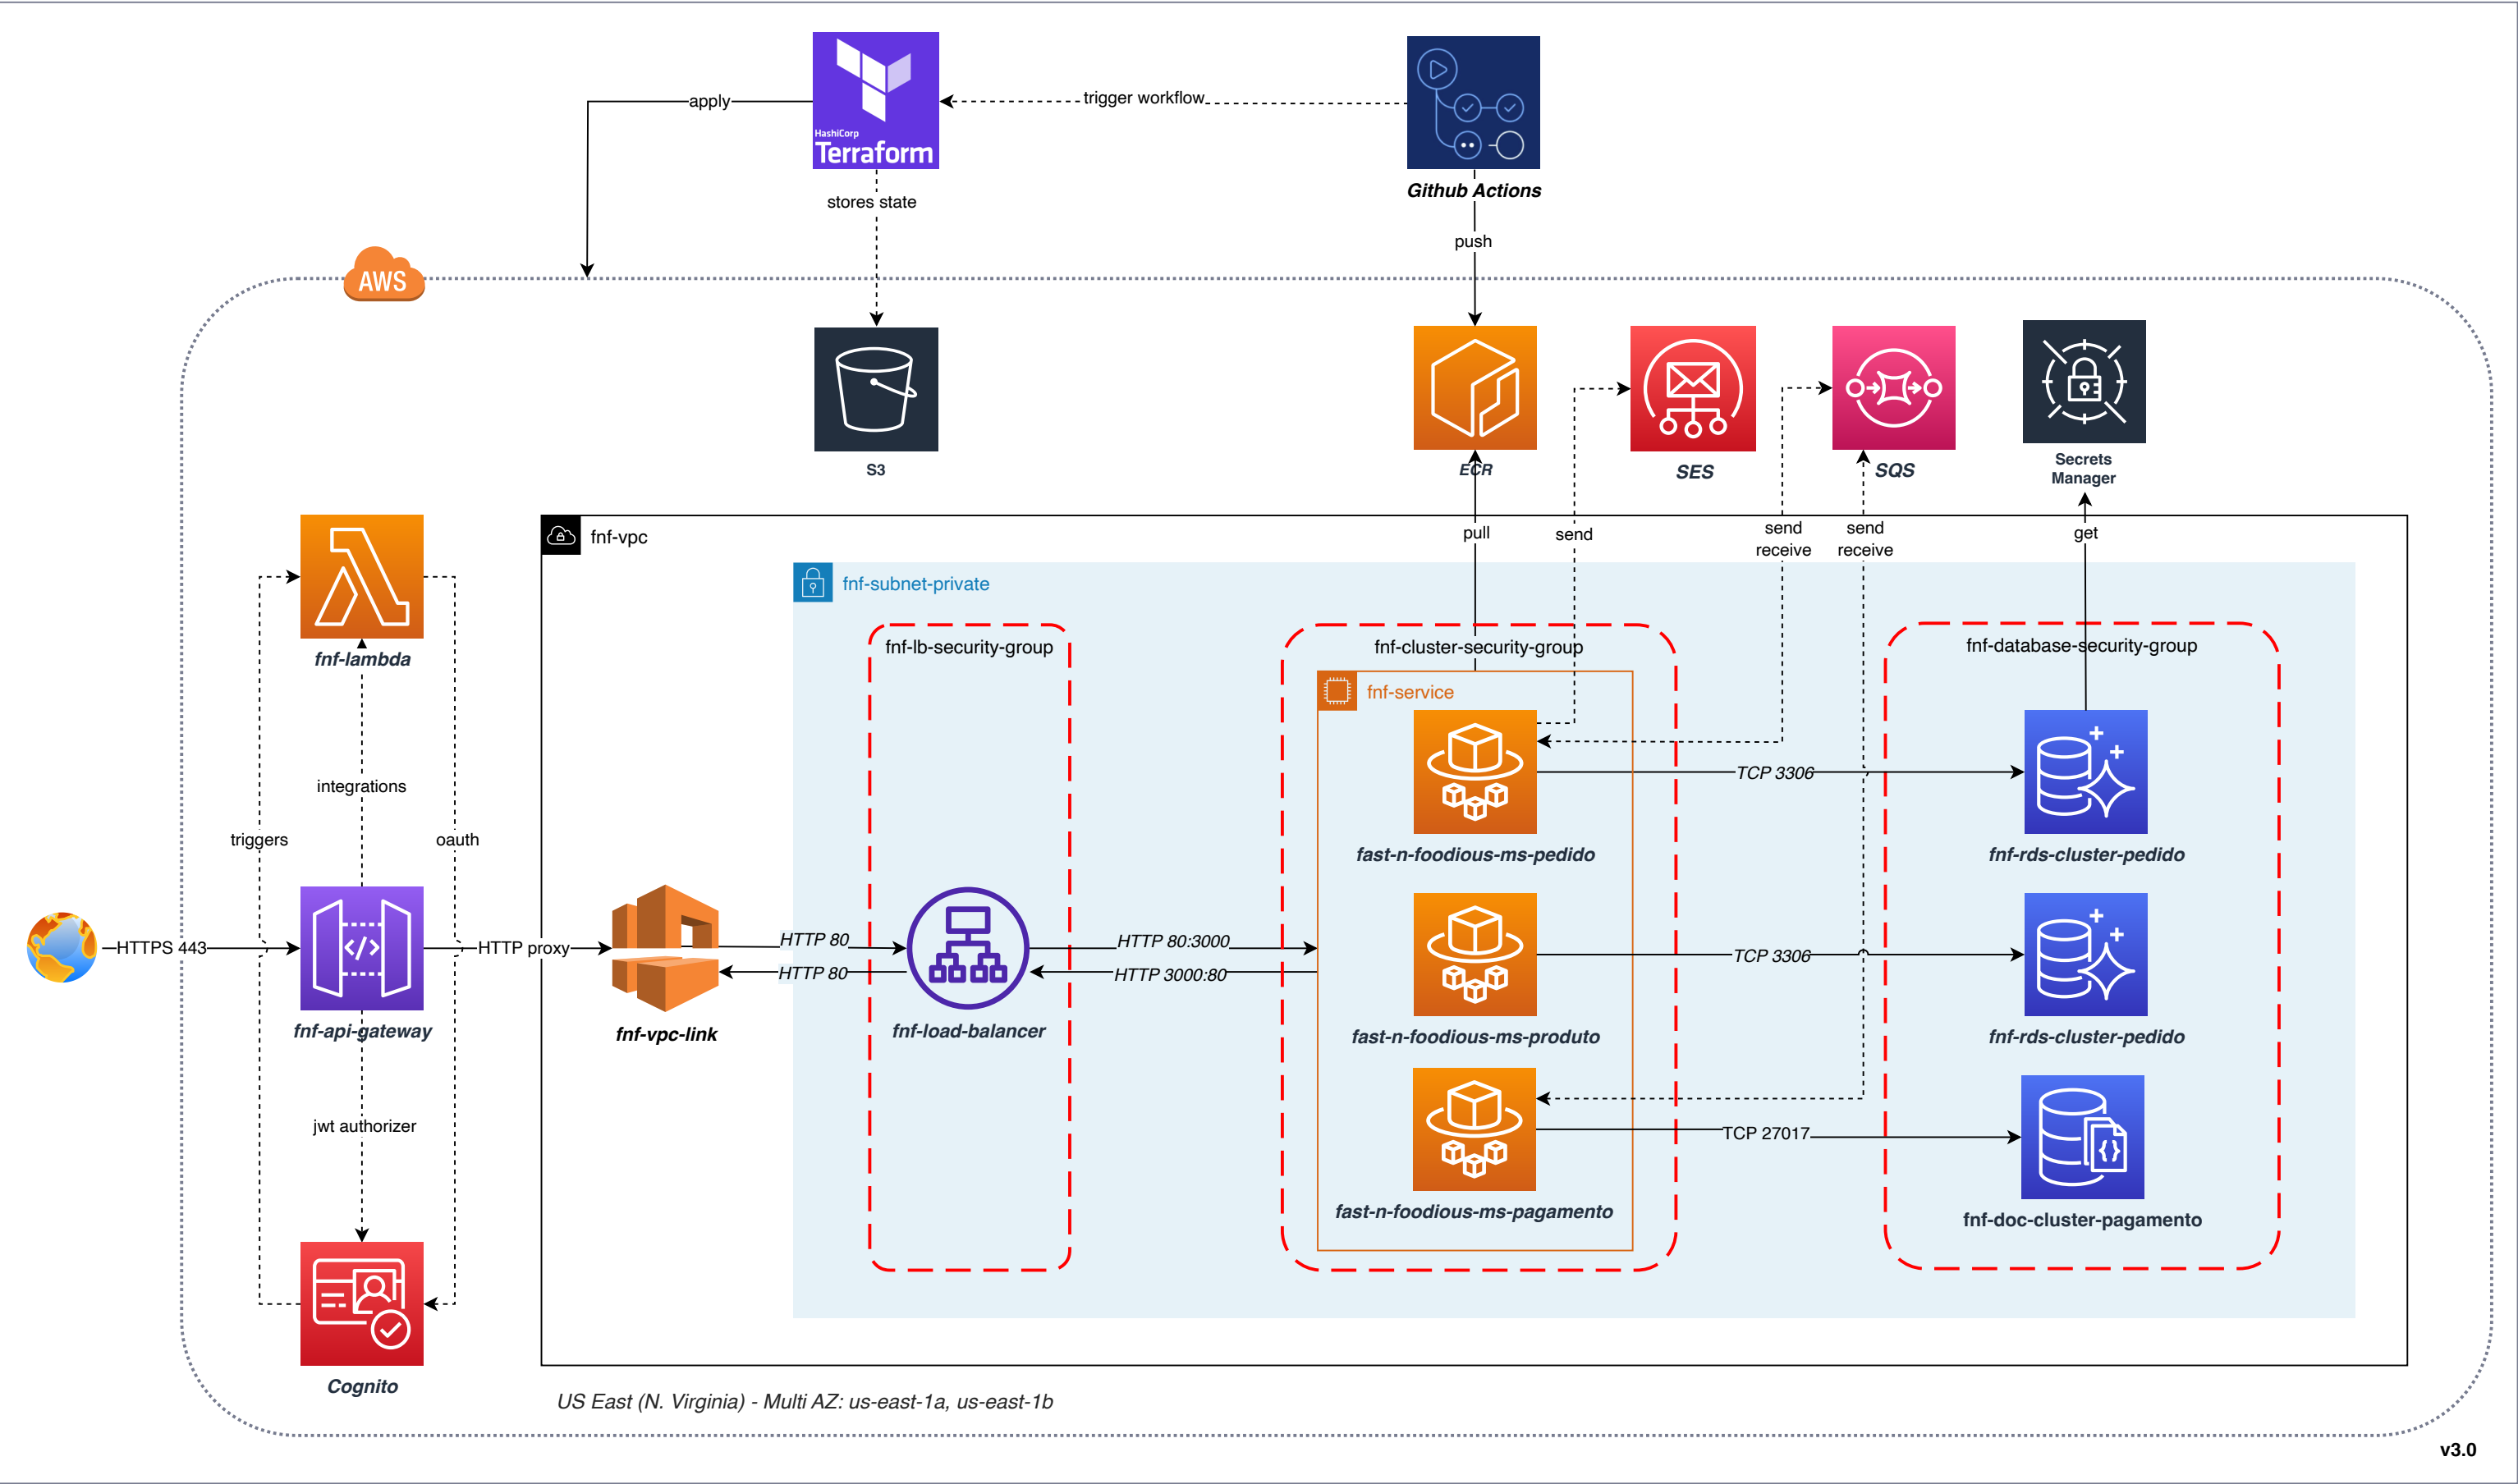 HashiCorp
Terraform
apply
trigger workflow
Github Actions
stores state
push
AWS
S3
ECR
SES
SQS
Secrets
Manager
fnf-vpc
pull
send
send
receive
send
receive
get
fnf-subnet-private
fnf-lambda
fnf-lb-security-group
fnf-cluster-security-group
fnf-database-security-group
fnf-service
integrations
triggers
oauth
TCP 3306
fast-n-foodious-ms-pedido
fnf-rds-cluster-pedido
HTTPS 443
HTTP proxy
HTTP 80
HTTP 80
HTTP 80:3000
HTTP 3000:80
TCP 3306
fnf-api-gateway
fnf-vpc-link
fnf-load-balancer
fast-n-foodious-ms-produto
fnf-rds-cluster-pedido
jwt authorizer
TCP 27017
fast-n-foodious-ms-pagamento
fnf-doc-cluster-pagamento
Cognito
US East (N. Virginia) - Multi AZ: us-east-1a, us-east-1b
v3.0